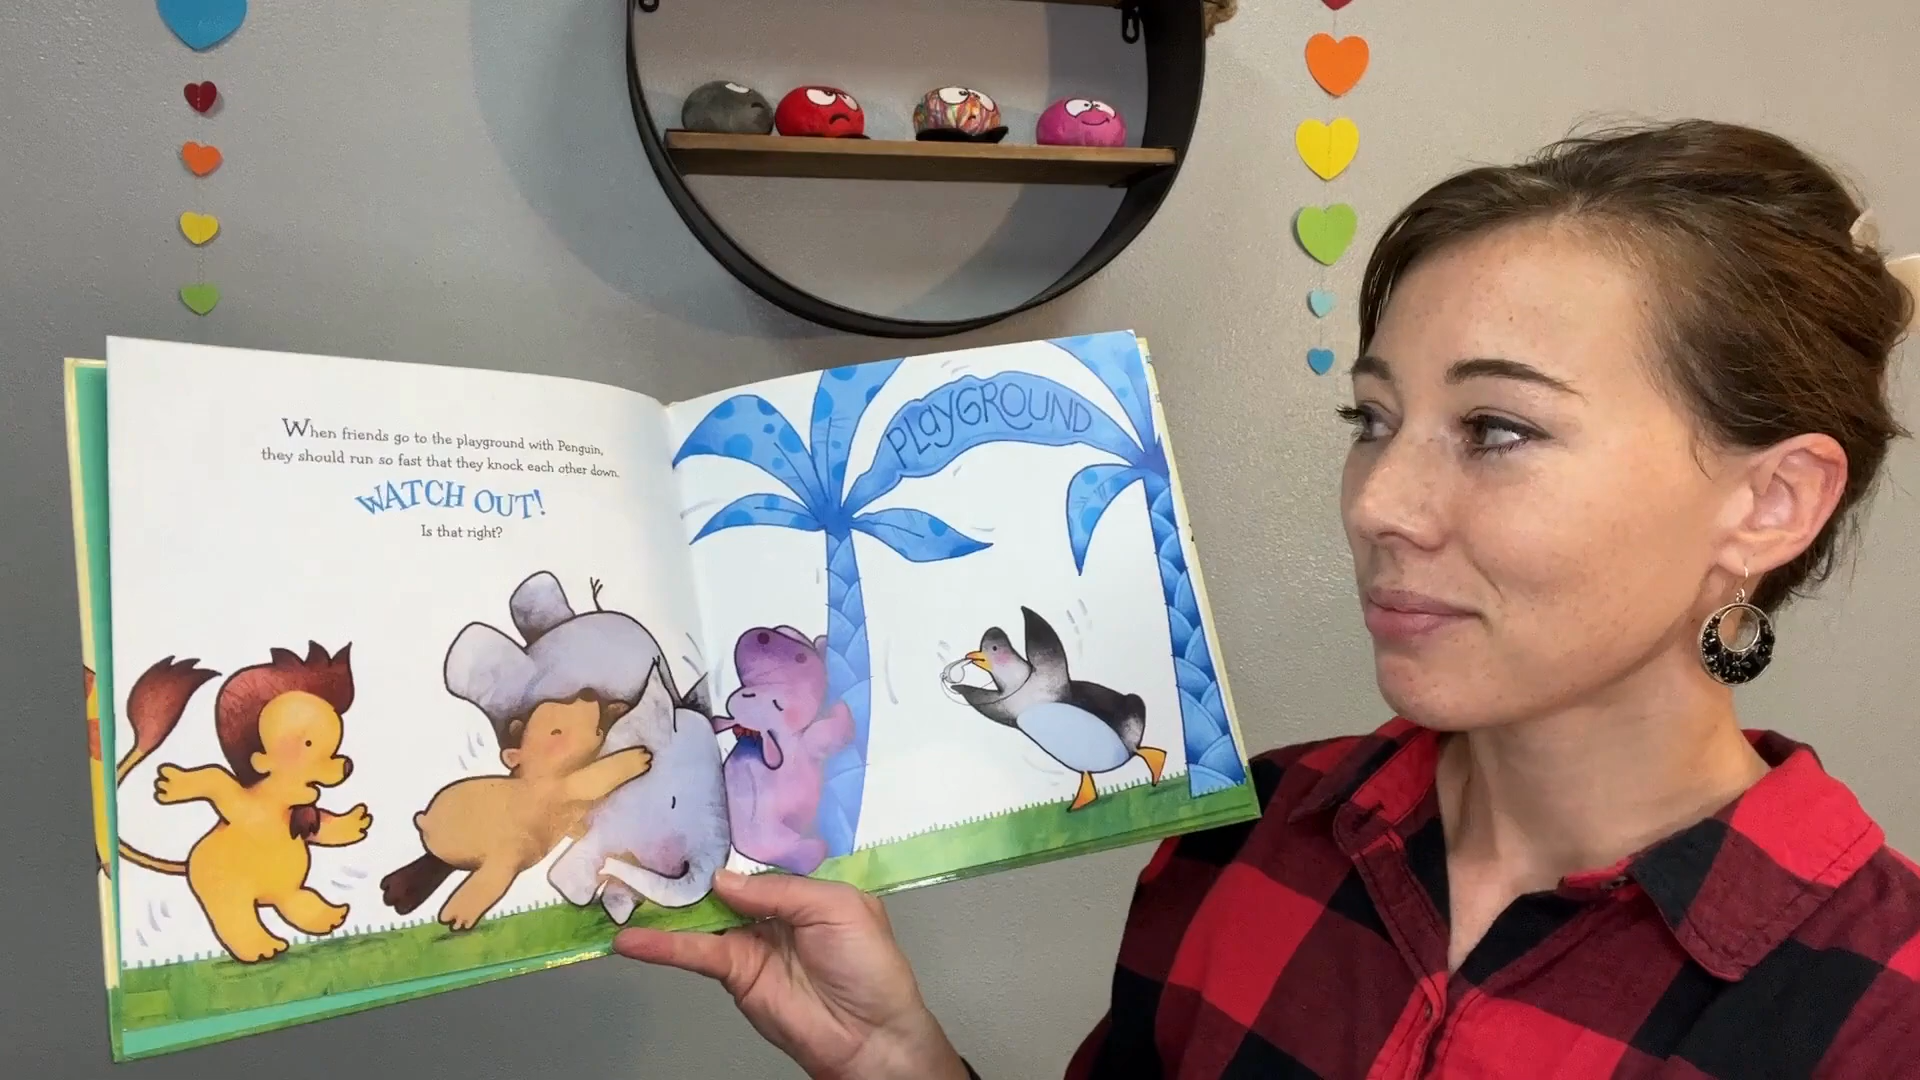 When friends go to the playground with Penguin,
they should run so fast that they knock each other down.
WATCH OUT!
Is that right?
PLAYGROUND